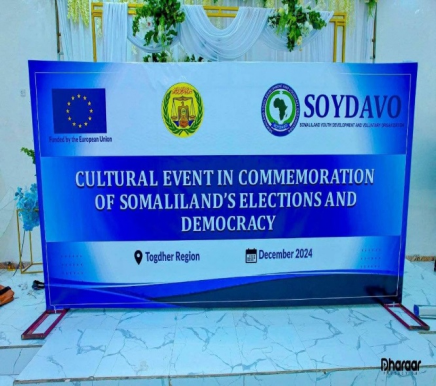 SOYDAVO
SOMALILAND YOUTH DEVELOPMENT AND VOLUNTARY ORGANISATION
Funded by the European Union
CULTURAL EVENT IN COMMEMORATION
OF SOMALILAND'S ELECTIONS AND
DEMOCRACY
Togdher Region
December 2024
Dharaar